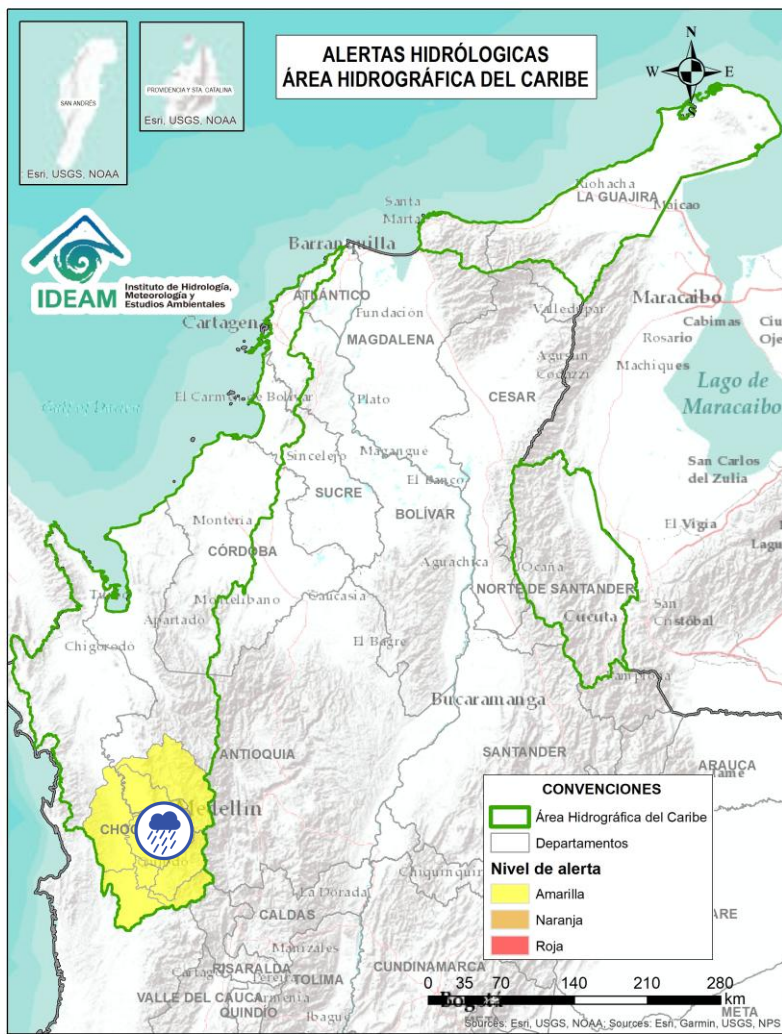 ALERTAS HIDRÓLOGICAS
ÁREA HIDROGRÁFICA DEL CARIBE
N
W
E
S
SAN ANDRÉS
Esri, USGS, NOAA
PROVIDENCIA Y STA. CATALINA
Esri, USGS, NOAA
IDEAM
Instituto de Hidrología,
Meteorología y
Estudios Ambientales
Riohacha
LA GUAJIRA
Maicao
Santa
Marta
Barranquilla
ATLÁNTICO
Cartagen
Fundación
MAGDALENA
Valledupar
Agustín
Codazzi
CESAR
Maracaibo
Cabimas
Rosario
Machiques
Lago de
Maracaibo
El Carmen de Bolívar
Plato
Sincelejo
Magangue
SUCRE
El Banco
BOLÍVAR
San Carlos
del Zulia
El Vigia
Montería
CÓRDOBA
Aguachica
Ocaña
NORTE DE SANTANDER
Cucuta
San
Cristóbal
Montelibano
Caucasia
Apartado
Chigorodo
El Bagre
Bucaramanga
ANTIOQUIA
SANTANDER
ARAUCA
Medellín
La Dorada
CALDAS
Manizales
RISARALDA
TOLIMA
CUNDINAMARCA
VALLE DEL CAUCA
QUINDÍO
Ibague
Bogotá
META
CONVENCIONES
Área Hidrográfica del Caribe
Departamentos
Nivel de alerta
Amarilla
Naranja
Roja
0 35 70 140 210 280
km
Sources: Esri, USGS, NOAA; Sources: Esri, Garmin, USGS, NPS